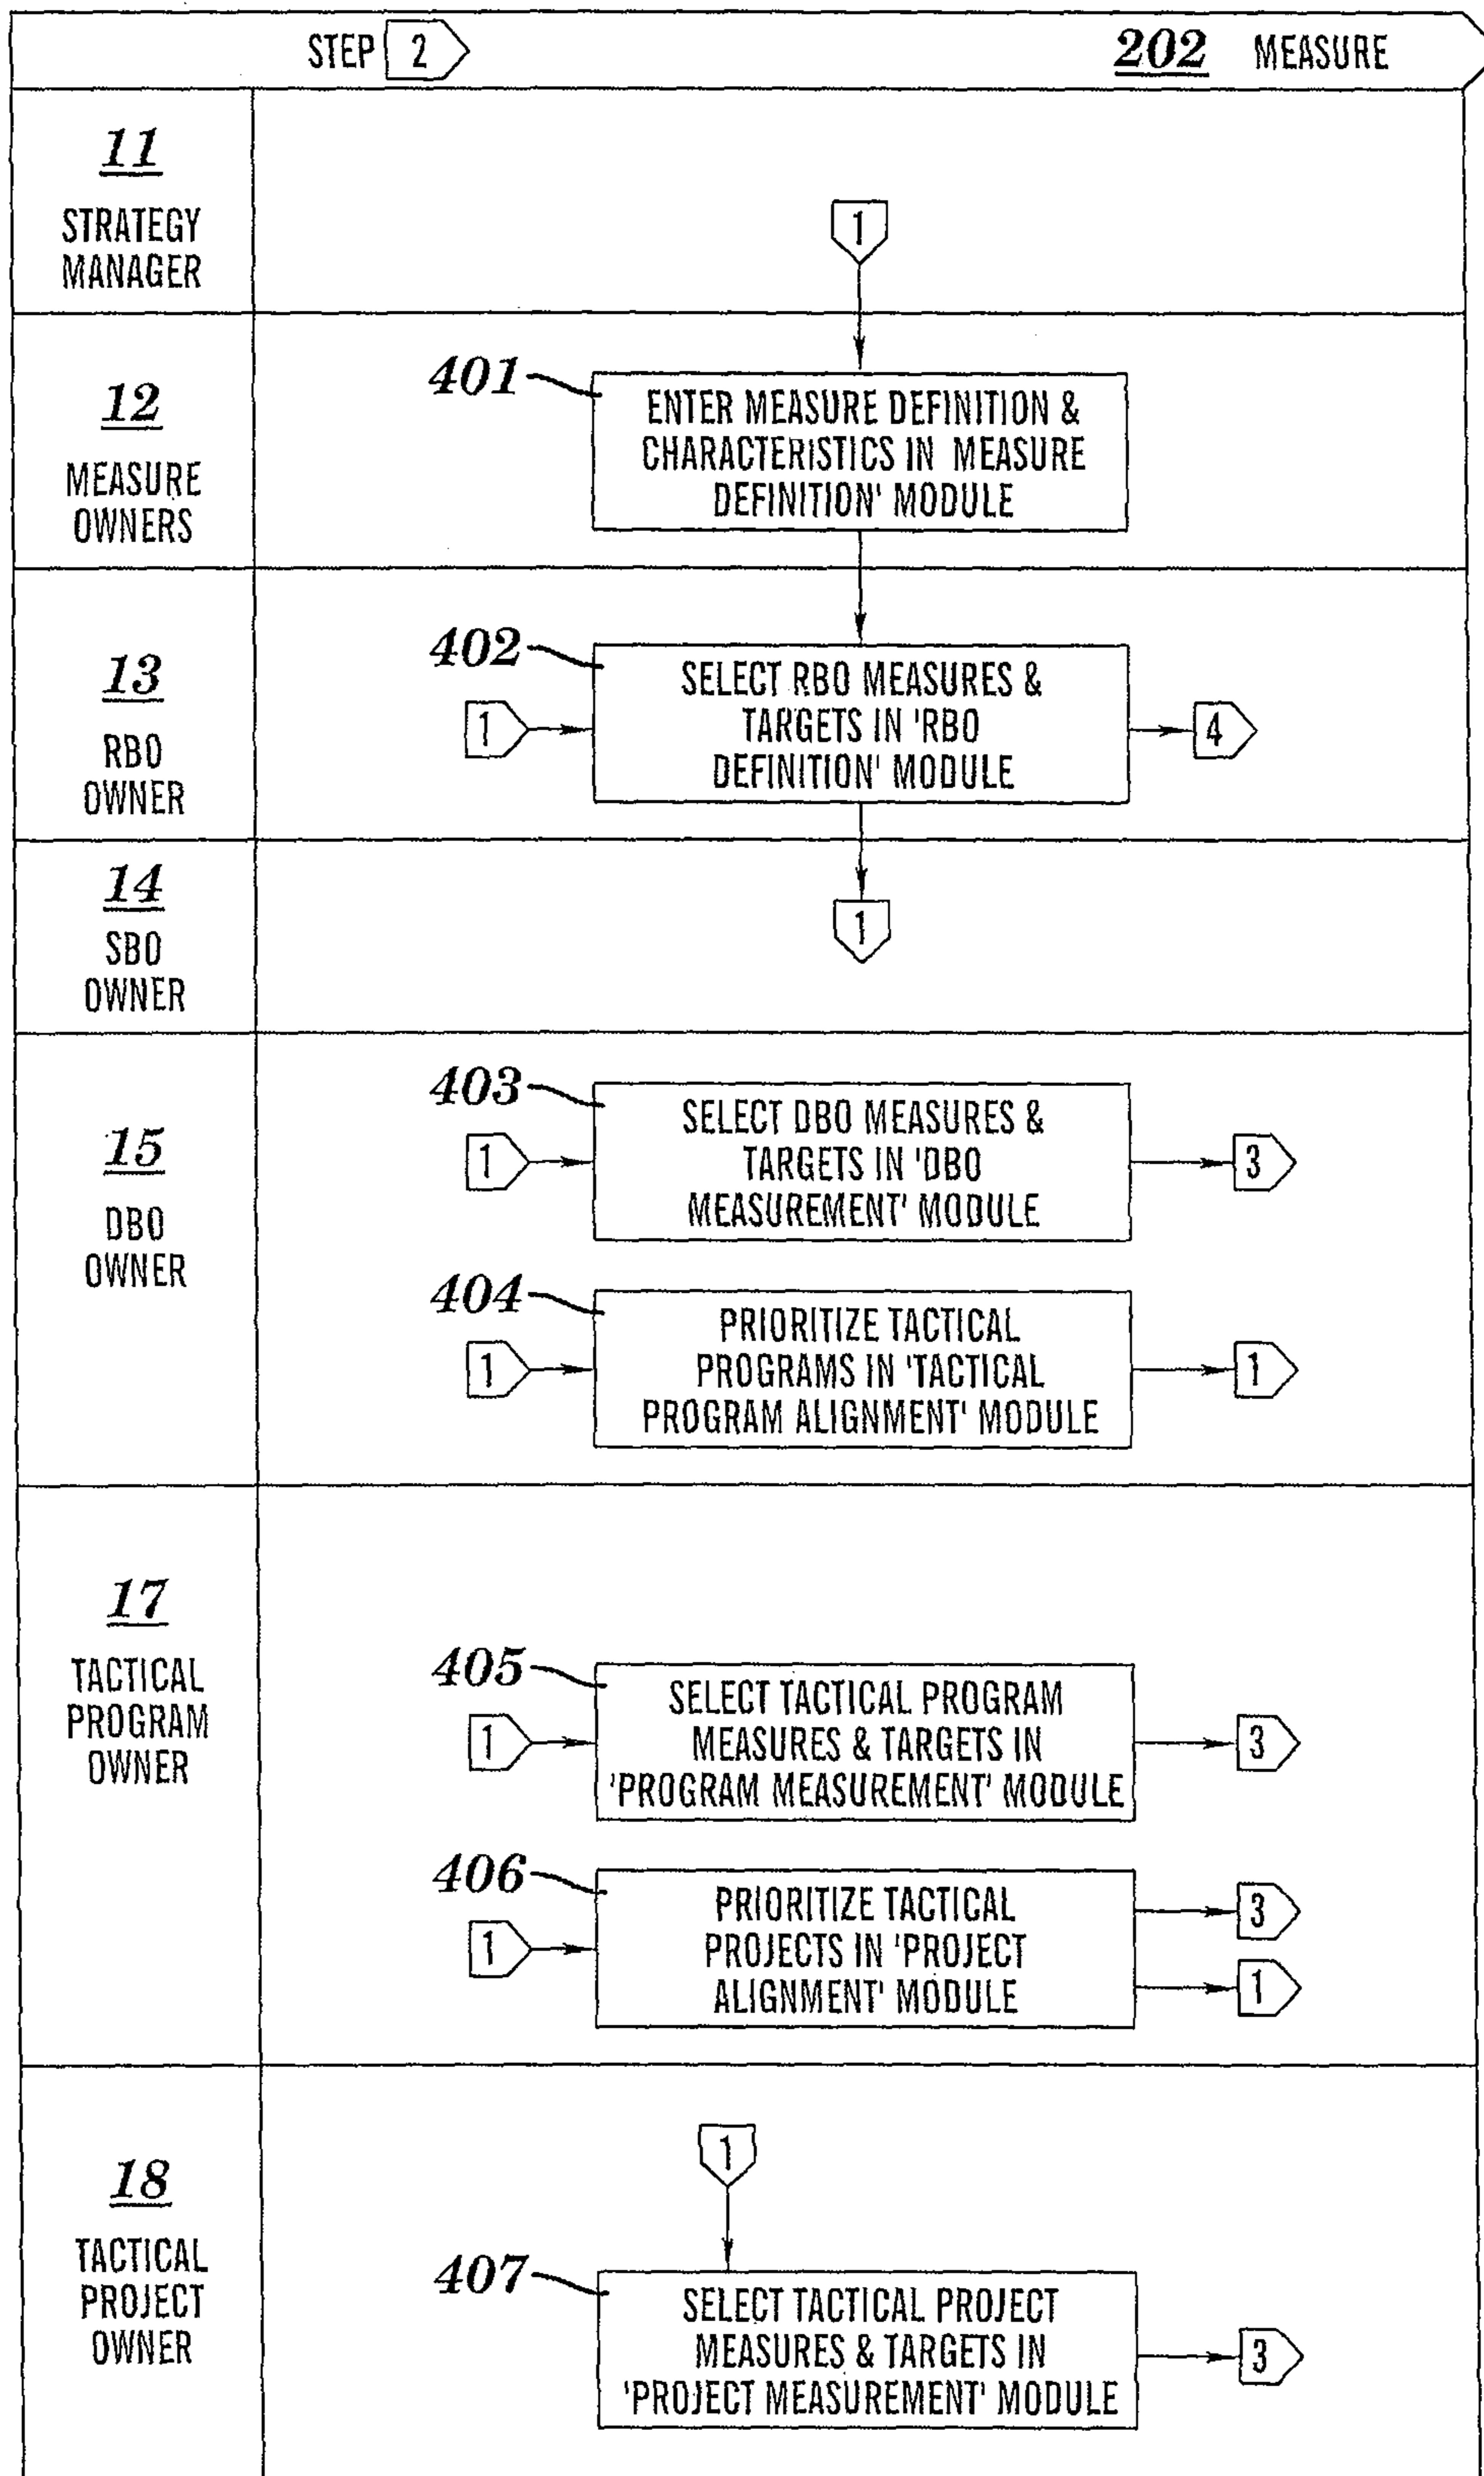 STEP 2
202 MEASURE
11
STRATEGY
MANAGER
1
12
MEASURE
OWNERS
401
ENTER MEASURE DEFINITION &
CHARACTERISTICS IN MEASURE
DEFINITION' MODULE
13
RBO
OWNER
402
1
SELECT RBO MEASURES &
TARGETS IN 'RBO
DEFINITION' MODULE
4
14
SBO
OWNER
1
15
DBO
OWNER
403
1
SELECT DBO MEASURES &
TARGETS IN 'DBO
MEASUREMENT' MODULE
3
404
1
PRIORITIZE TACTICAL
PROGRAMS IN 'TACTICAL
PROGRAM ALIGNMENT' MODULE
1
17
TACTICAL
PROGRAM
OWNER
405
1
SELECT TACTICAL PROGRAM
MEASURES & TARGETS IN
'PROGRAM MEASUREMENT' MODULE
3
406
1
PRIORITIZE TACTICAL
PROJECTS IN 'PROJECT
ALIGNMENT' MODULE
3
1
18
TACTICAL
PROJECT
OWNER
1
407
SELECT TACTICAL PROJECT
MEASURES & TARGETS IN
'PROJECT MEASUREMENT' MODULE
3